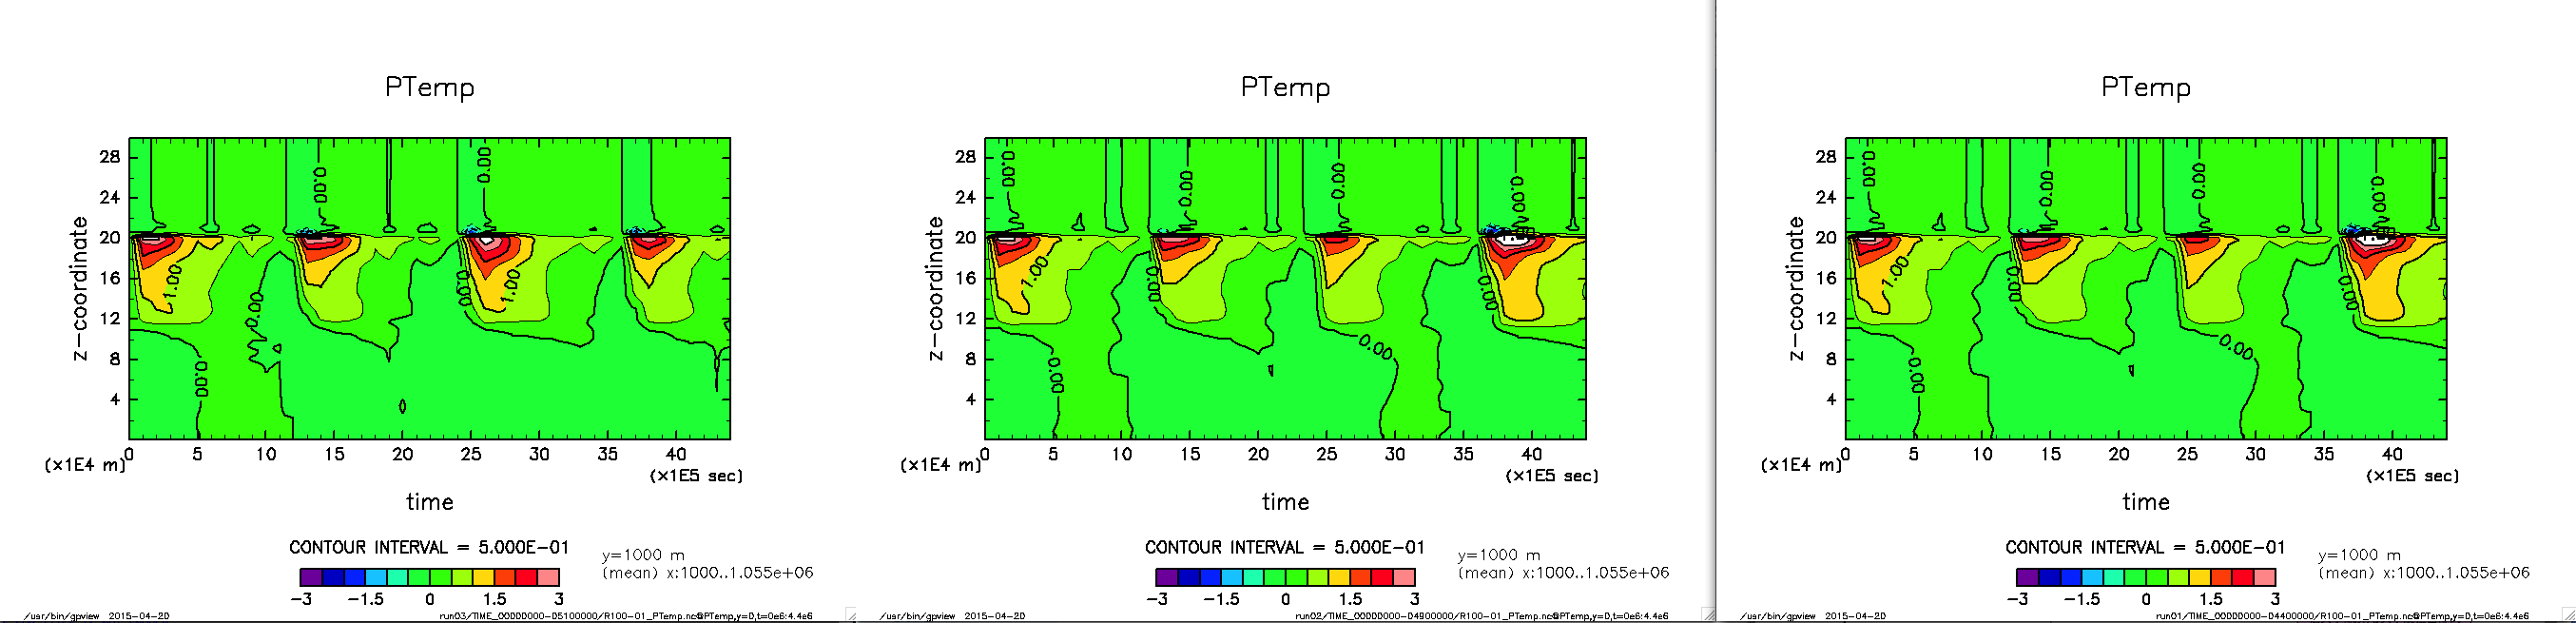 PTemp
z-coordinate
28
24
20
16
12
8
4
0.00
0.00
0.00
1.00
1.00
0.00
0.00
0.00
0 5 10 15 20 25 30 35 40
(x1E4 m)
(x1E5 sec)
time
CONTOUR INTERVAL = 5.000E-01
-3 -1.5 0 1.5 3
y=1000 m
(mean) x:1000..1.055e+06
/usr/bin/gpview 2015-04-20
run03/TIME_00DDD000-D5100000/R100-01_PTemp.nc@PTemp,y=0,t=0e6:4.4e6
PTemp
z-coordinate
28
24
20
16
12
8
4
0.00
0.00
0.00
0.00
1.00
0.00
0.00
0.00
0.00
0 5 10 15 20 25 30 35 40
(x1E4 m)
(x1E5 sec)
time
CONTOUR INTERVAL = 5.000E-01
-3 -1.5 0 1.5 3
y=1000 m
(mean) x:1000..1.055e+06
/usr/bin/gpview 2015-04-20
run02/TIME_00DDD000-D4900000/R100-01_PTemp.nc@PTemp,y=0,t=0e6:4.4e6
PTemp
z-coordinate
28
24
20
16
12
8
4
0.00
0.00
0.00
0.00
1.00
0.00
0.00
0.00
0.00
0 5 10 15 20 25 30 35 40
(x1E4 m)
(x1E5 sec)
time
CONTOUR INTERVAL = 5.000E-01
-3 -1.5 0 1.5 3
y=1000 m
(mean) x:1000..1.055e+06
/usr/bin/gpview 2015-04-20
run01/TIME_00DDD000-D4400000/R100-01_PTemp.nc@PTemp,y=0,t=0e6:4.4e6